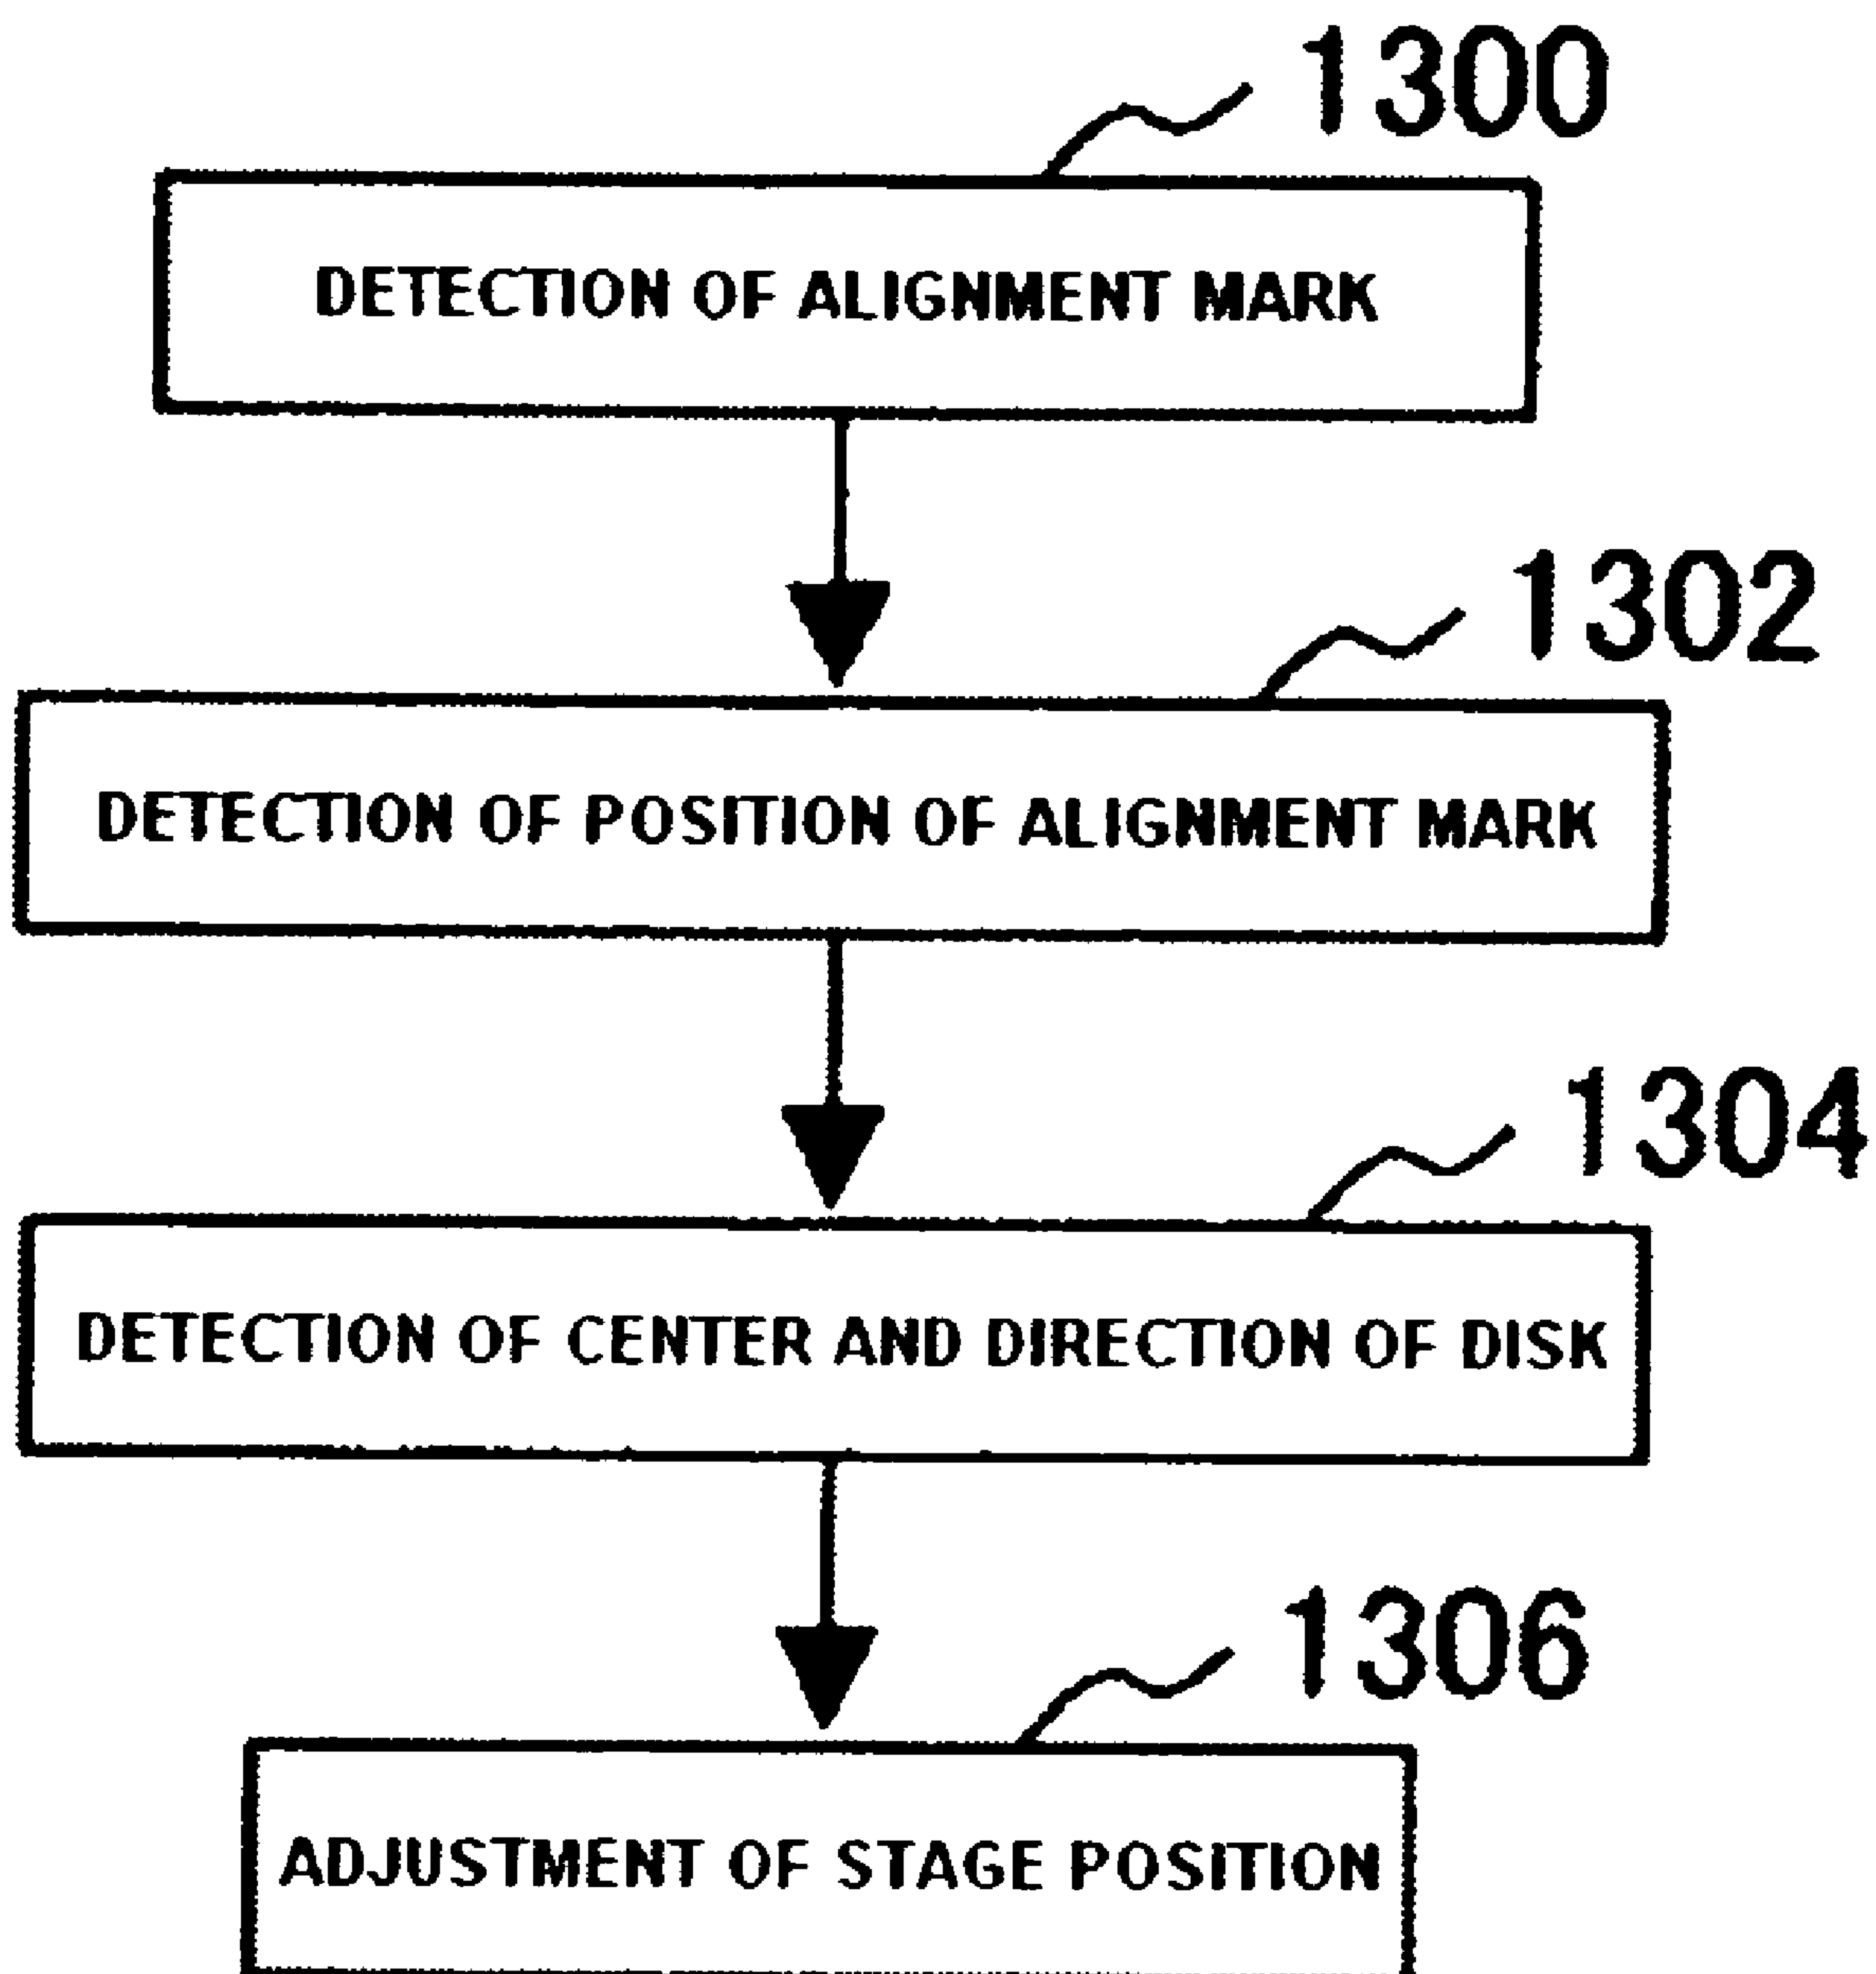 1300
DETECTION OF ALIGNMENT MARK
1302
DETECTION OF POSITION OF ALIGNMENT MARK
1304
DETECTION OF CENTER AND DIRECTION OF DISK
1306
ADJUSTMENT OF STAGE POSITION